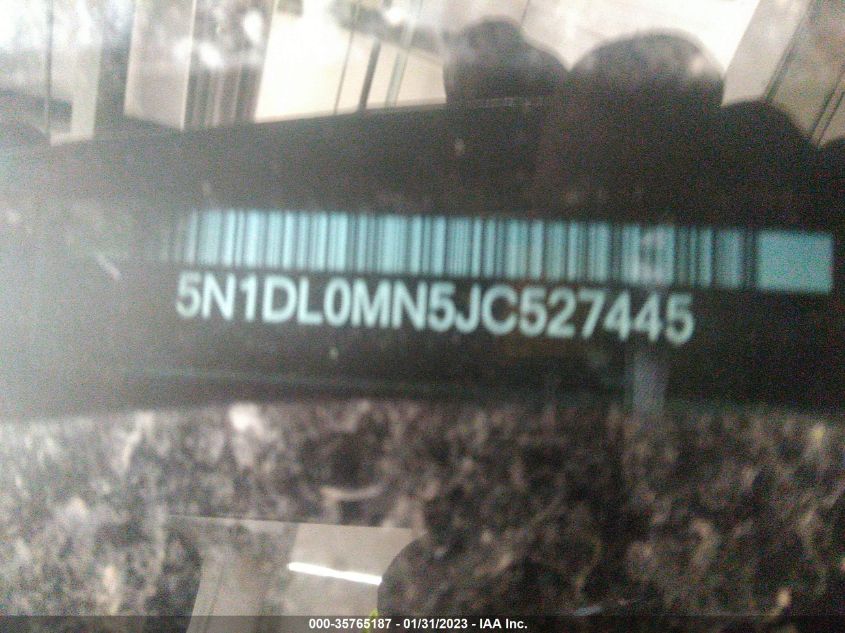 5N1DL0MN5JC527445
000-35765187 - 01/31/2023 - IAA Inc.